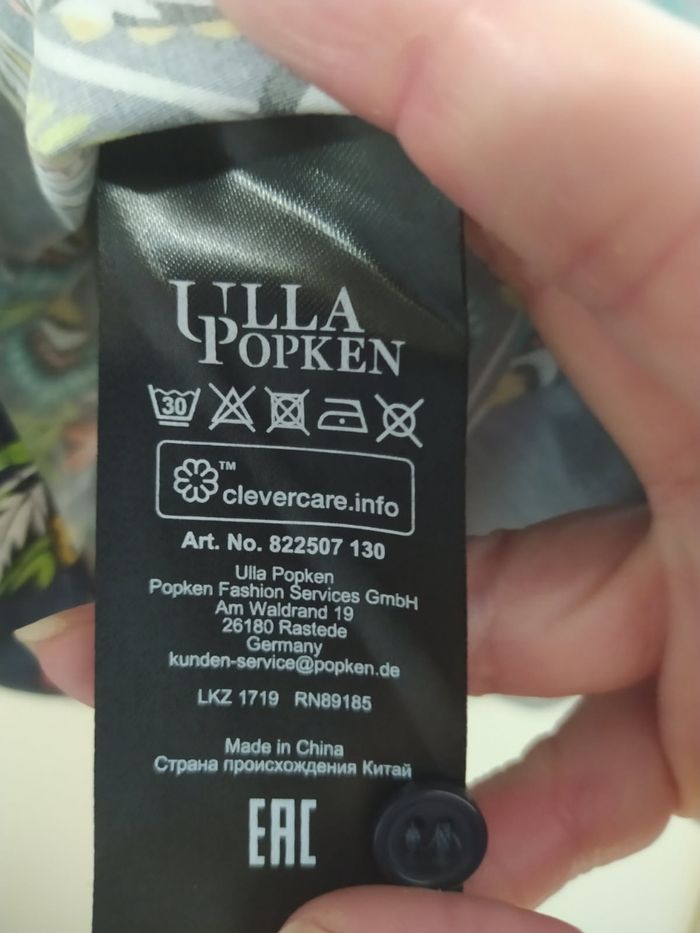 ULLA
POPKEN
30
™
clevercare.info
Art. No. 822507 130
Ulla Popken
Popken Fashion Services GmbH
Am Waldrand 19
26180 Rastede
Germany
kunden-service@popken.de
LKZ 1719 RN89185
Made in China
Страна происхождения Китай
EAC